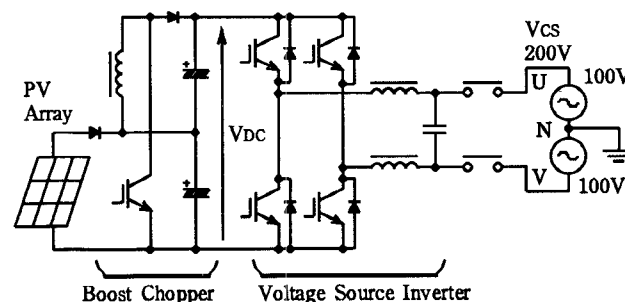 PV
Array
VDC
VCS
200V
U
100V
N
V
100V
Boost Chopper
Voltage Source Inverter